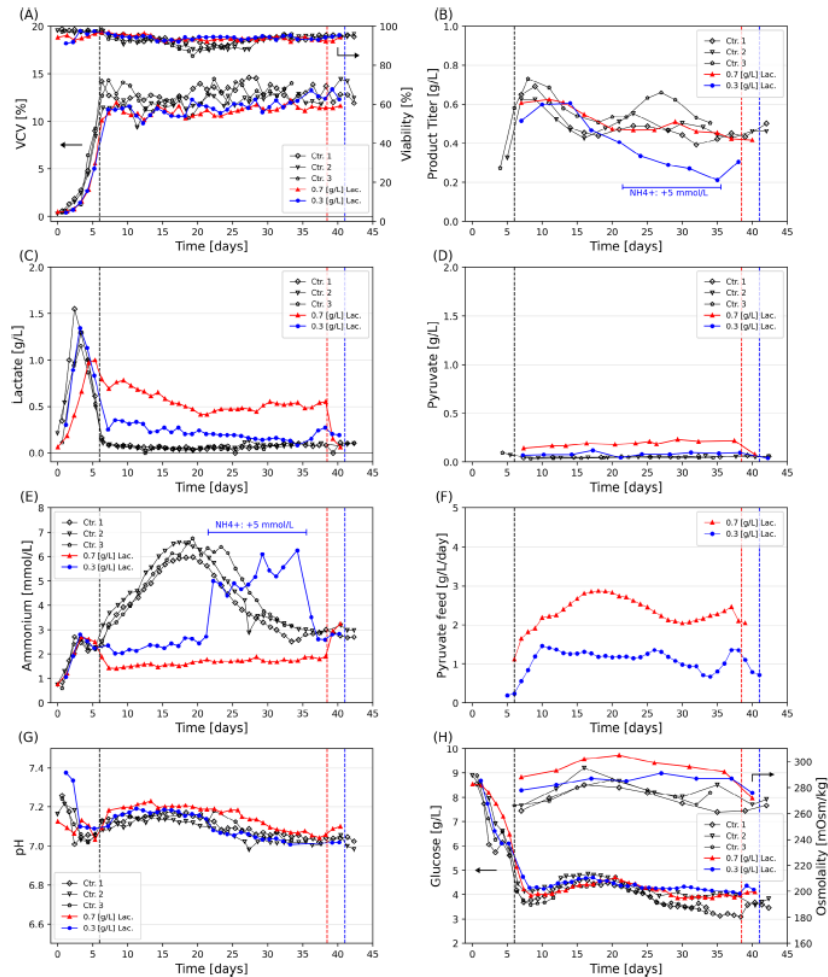 (A)
20
18
15
13
10
8
5
3
0
VCV [%]
100
80
60
40
20
0
Viability [%]
Ctr. 1
Ctr. 2
Ctr. 3
0.7 [g/L] Lac.
0.3 [g/L] Lac.
0 5 10 15 20 25 30 35 40 45
Time [days]
(B)
1.0
0.8
0.6
0.4
0.2
0.0
Product Titer [g/L]
Ctr. 1
Ctr. 2
Ctr. 3
0.7 [g/L] Lac.
0.3 [g/L] Lac.
NH4+: +5 mmol/L
0 5 10 15 20 25 30 35 40 45
Time [days]
(C)
2.0
1.5
1.0
0.5
0.0
Lactate [g/L]
Ctr. 1
Ctr. 2
Ctr. 3
0.7 [g/L] Lac.
0.3 [g/L] Lac.
0 5 10 15 20 25 30 35 40 45
Time [days]
(D)
2.0
1.5
1.0
0.5
0.0
Pyruvate [g/L]
Ctr. 1
Ctr. 2
Ctr. 3
0.7 [g/L] Lac.
0.3 [g/L] Lac.
0 5 10 15 20 25 30 35 40 45
Time [days]
(E)
8
7
6
5
4
3
2
1
0
Ammonium [mmol/L]
Ctr. 1
Ctr. 2
Ctr. 3
0.7 [g/L] Lac.
0.3 [g/L] Lac.
NH4+: +5 mmol/L
0 5 10 15 20 25 30 35 40 45
Time [days]
(F)
5
4
3
2
1
0
Pyruvate feed [g/L/day]
0.7 [g/L] Lac.
0.3 [g/L] Lac.
0 5 10 15 20 25 30 35 40 45
Time [days]
(G)
7.4
7.2
7.0
6.8
6.6
pH
Ctr. 1
Ctr. 2
Ctr. 3
0.7 [g/L] Lac.
0.3 [g/L] Lac.
0 5 10 15 20 25 30 35 40 45
Time [days]
(H)
10
9
8
7
6
5
4
3
2
Glucose [g/L]
300
280
260
240
220
200
180
160
Osmolality [mOsm/kg]
Ctr. 1
Ctr. 2
Ctr. 3
0.7 [g/L] Lac.
0.3 [g/L] Lac.
0 5 10 15 20 25 30 35 40 45
Time [days]